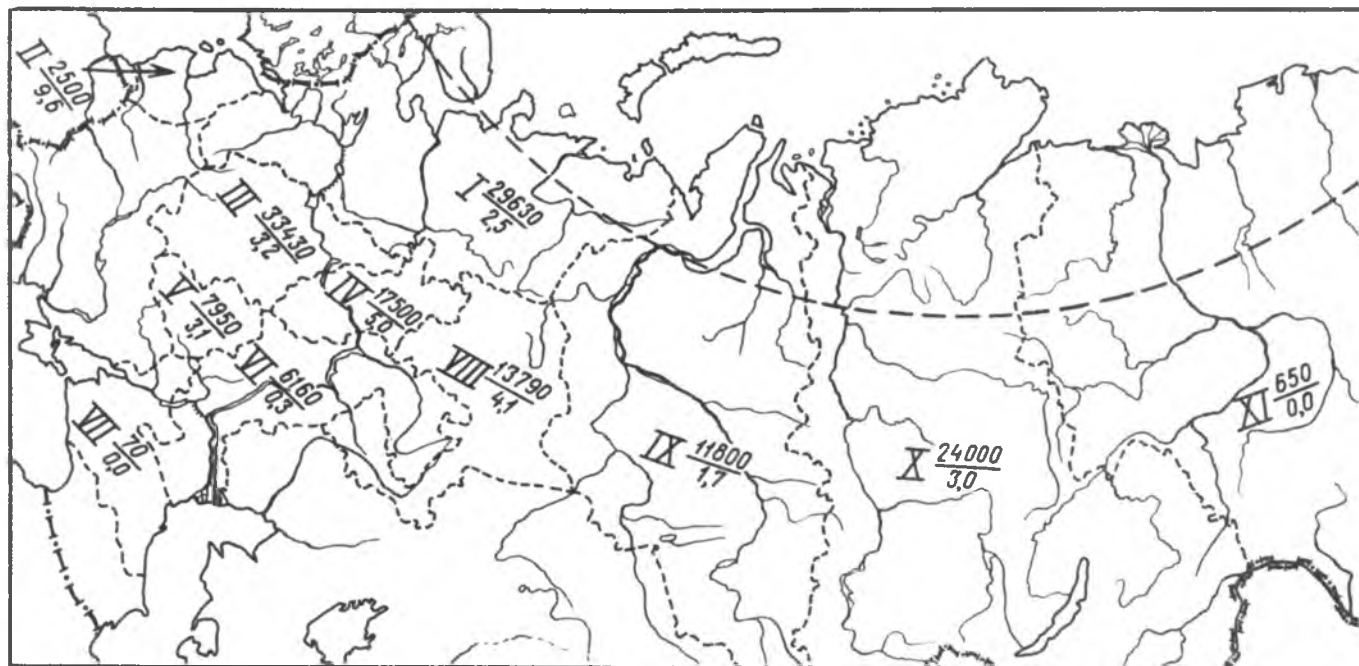 II 2500
9,6
I 29630
2,5
III 33430
3,2
IV 17500
5,0
V 7950
3,1
VI 6160
0,3
VII 70
0,0
VIII 13790
4,1
IX 11800
1,7
X 24000
3,0
XI 650
0,0